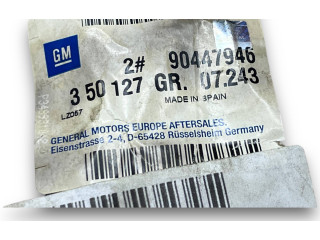 GM
2# 90447946
3 50 127 GR. 07.243
LZ067
MADE IN SPAIN
GENERAL MOTORS EUROPE AFTERSALES.
Eisenstrasse 2-4, D-65428 Rüsselsheim Germany